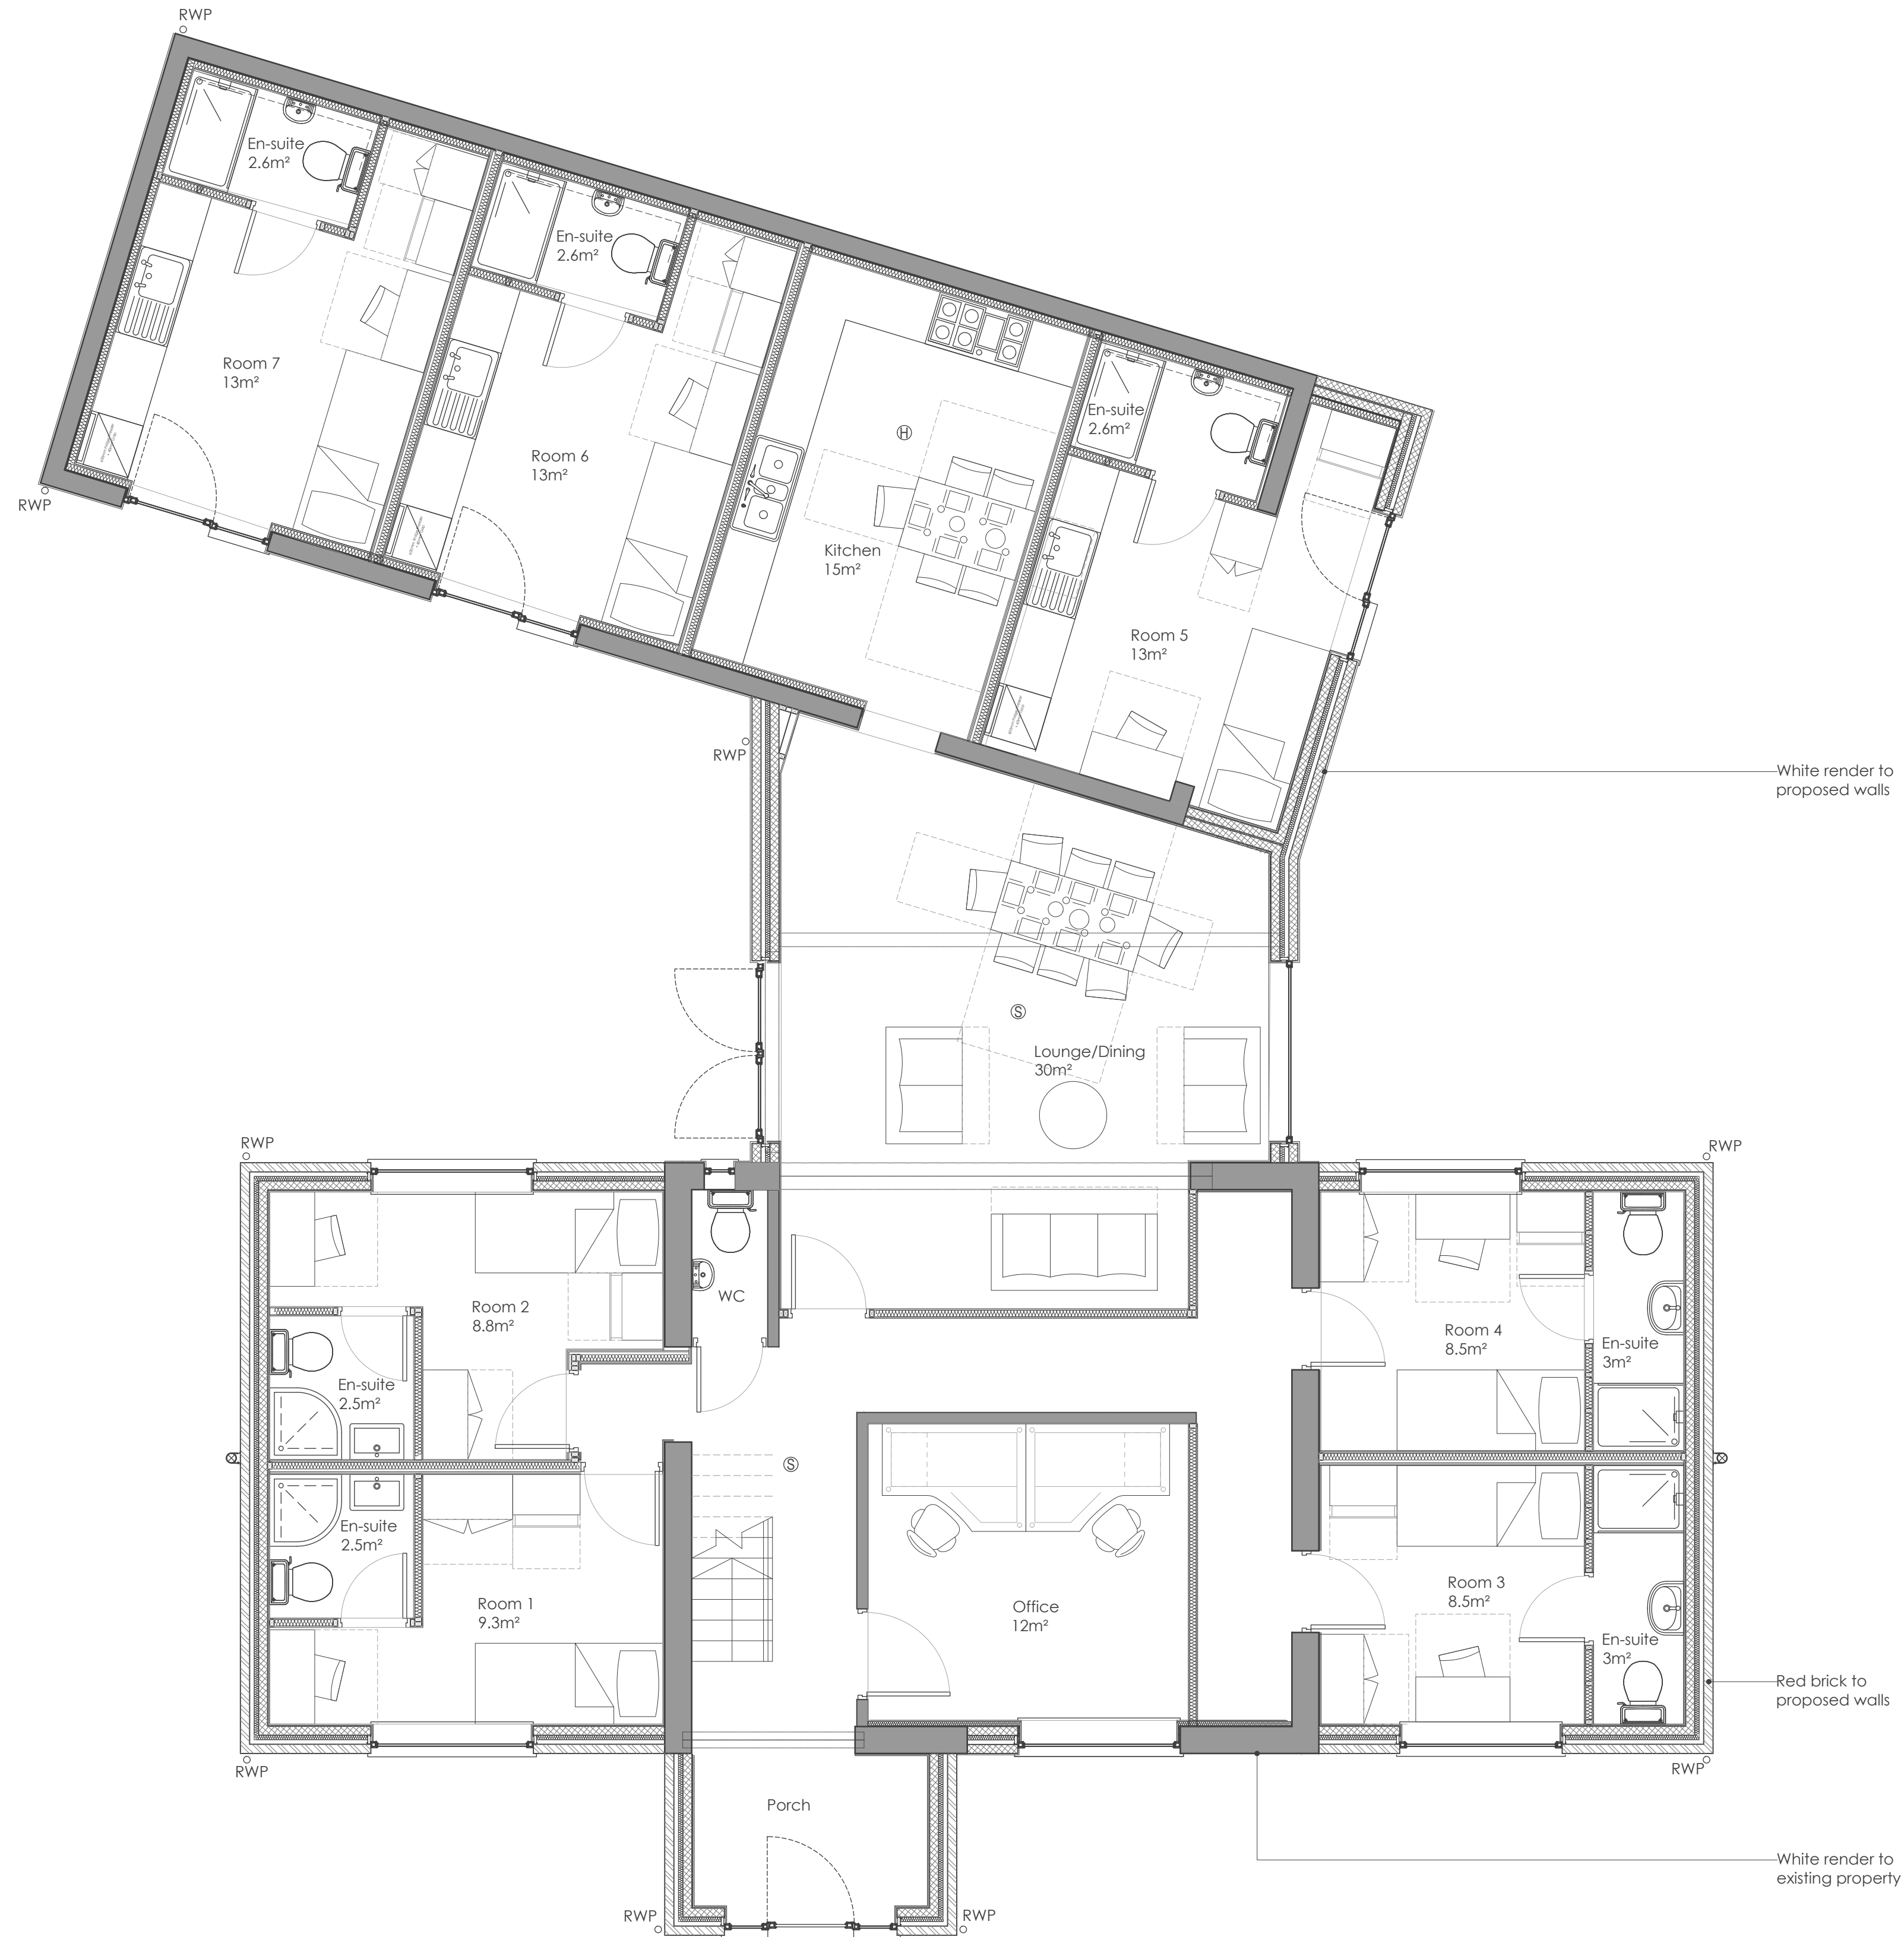 RWP
En-suite
2.6m²
En-suite
2.6m²
Room 7
13m²
H
En-suite
2.6m²
Room 6
13m²
RWP
Kitchen
15m²
Room 5
13m²
RWP
White render to
proposed walls
S
Lounge/Dining
30m²
RWP
RWP
WC
Room 2
8.8m²
Room 4
8.5m²
En-suite
3m²
En-suite
2.5m²
S
En-suite
2.5m²
Room 1
9.3m²
Office
12m²
Room 3
8.5m²
En-suite
3m²
Red brick to
proposed walls
RWP
RWP
Porch
White render to
existing property
RWP
RWP